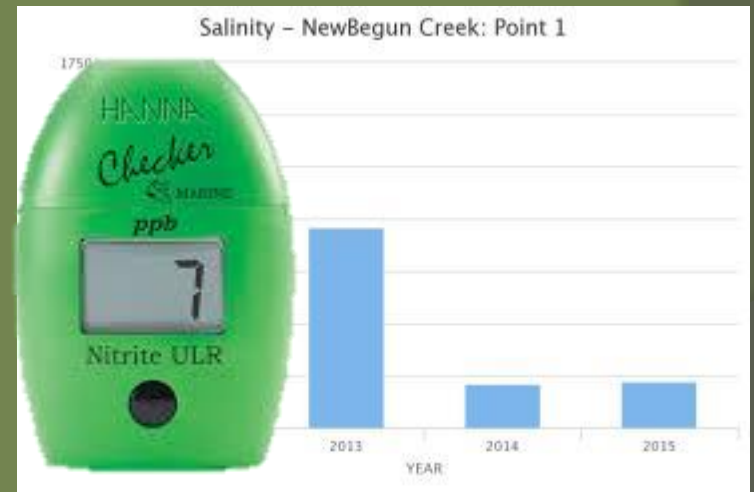 Salinity – NewBegun Creek: Point 1
1750
HANNA
Checker
MARINE
ppb
7
Nitrite ULR
2013 2014 2015
YEAR